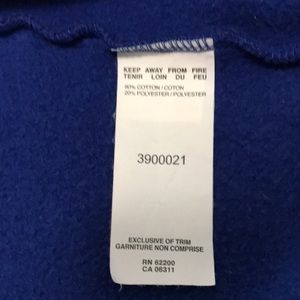 KEEP AWAY FROM FIRE
TENIR LOIN DU FEU
80% COTTON / COTON
20% POLYESTER / POLYESTER
3900021
EXCLUSIVE OF TRIM
GARNITURE NON COMPRISE
RN 62200
CA 06311